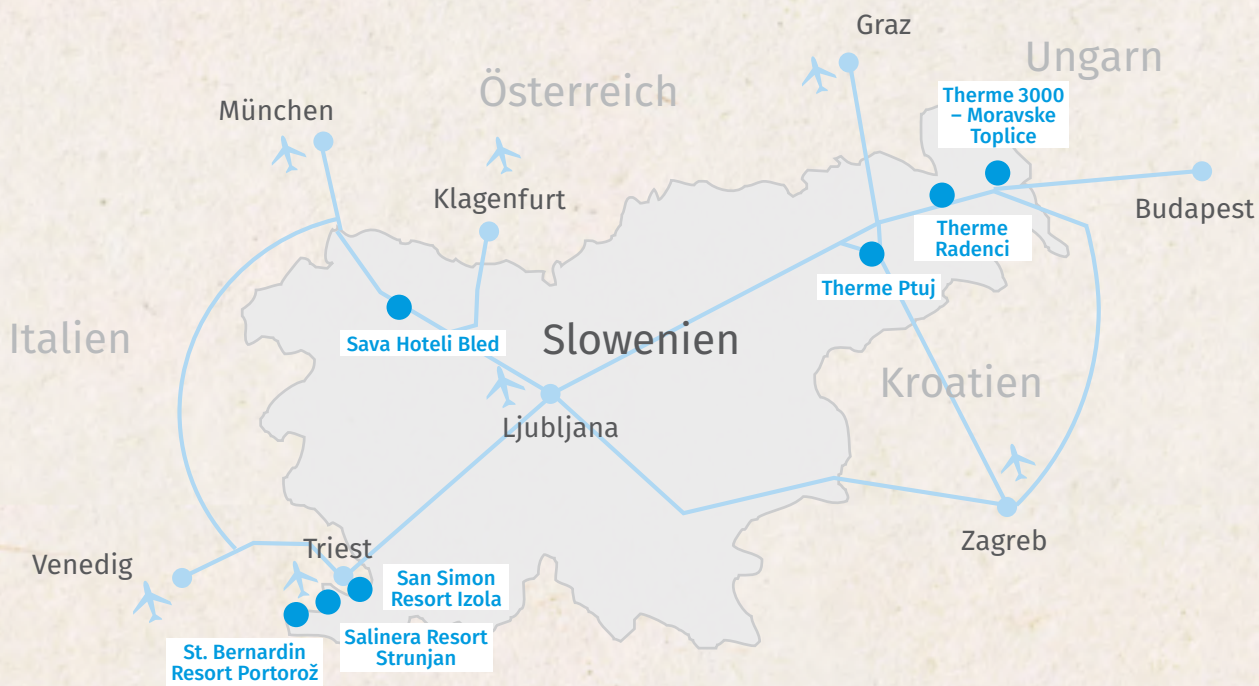 Graz
Ungarn
Österreich
München
Therme 3000
– Moravske
Toplice
Klagenfurt
Budapest
Therme
Radenci
Therme Ptuj
Italien
Sava Hoteli Bled
Slowenien
Kroatien
Ljubljana
Zagreb
Venedig
Triest
San Simon
Resort Izola
Salinera Resort
Strunjan
St. Bernardin
Resort Portorož